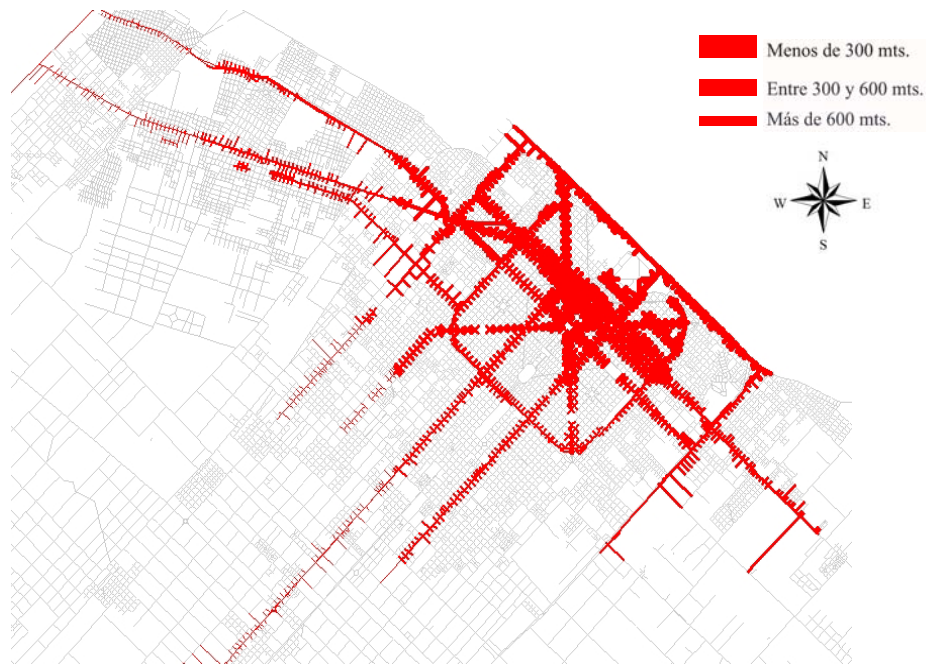 Menos de 300 mts.
Entre 300 y 600 mts.
Más de 600 mts.
N
W E
S